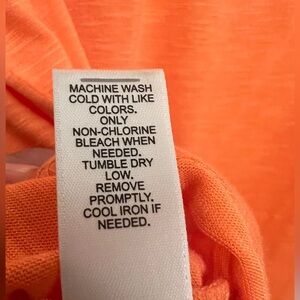 MACHINE WASH
COLD WITH LIKE
COLORS.
ONLY
NON-CHLORINE
BLEACH WHEN
NEEDED.
TUMBLE DRY
LOW.
REMOVE
PROMPTLY.
COOL IRON IF
NEEDED.